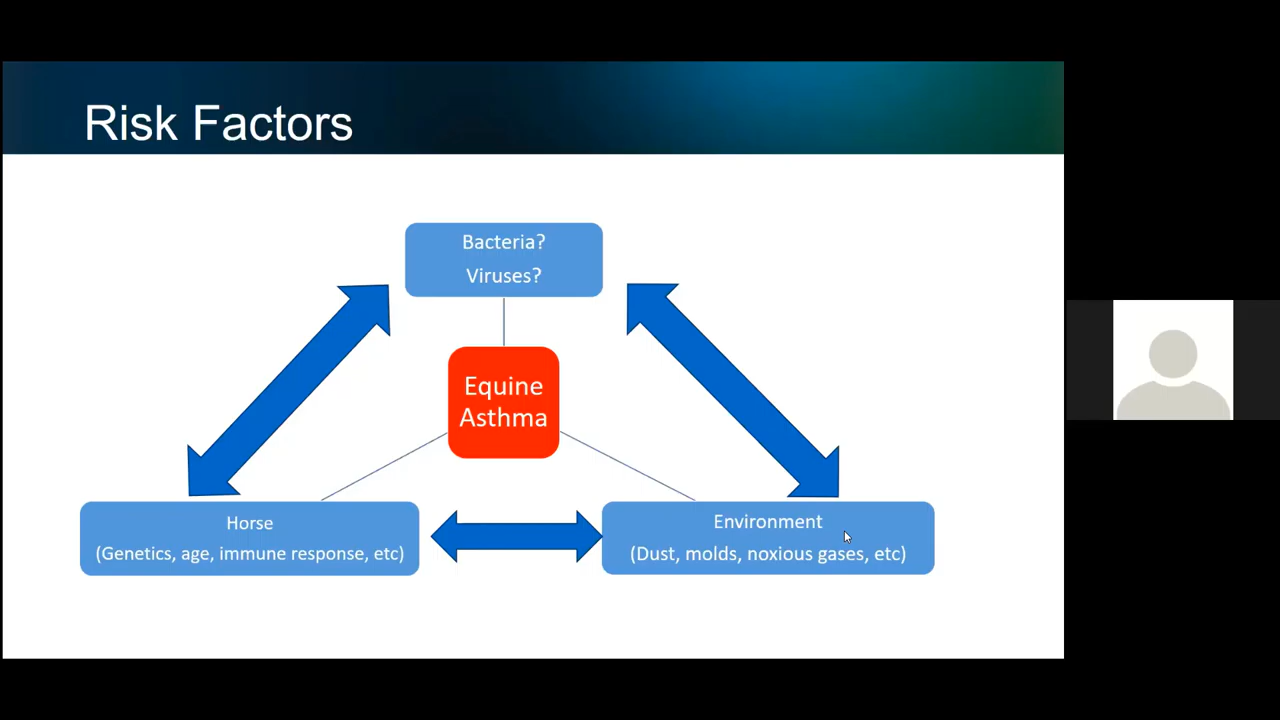 Risk Factors
Bacteria?
Viruses?
Equine
Asthma
Horse
(Genetics, age, immune response, etc)
Environment
(Dust, molds, noxious gases, etc)